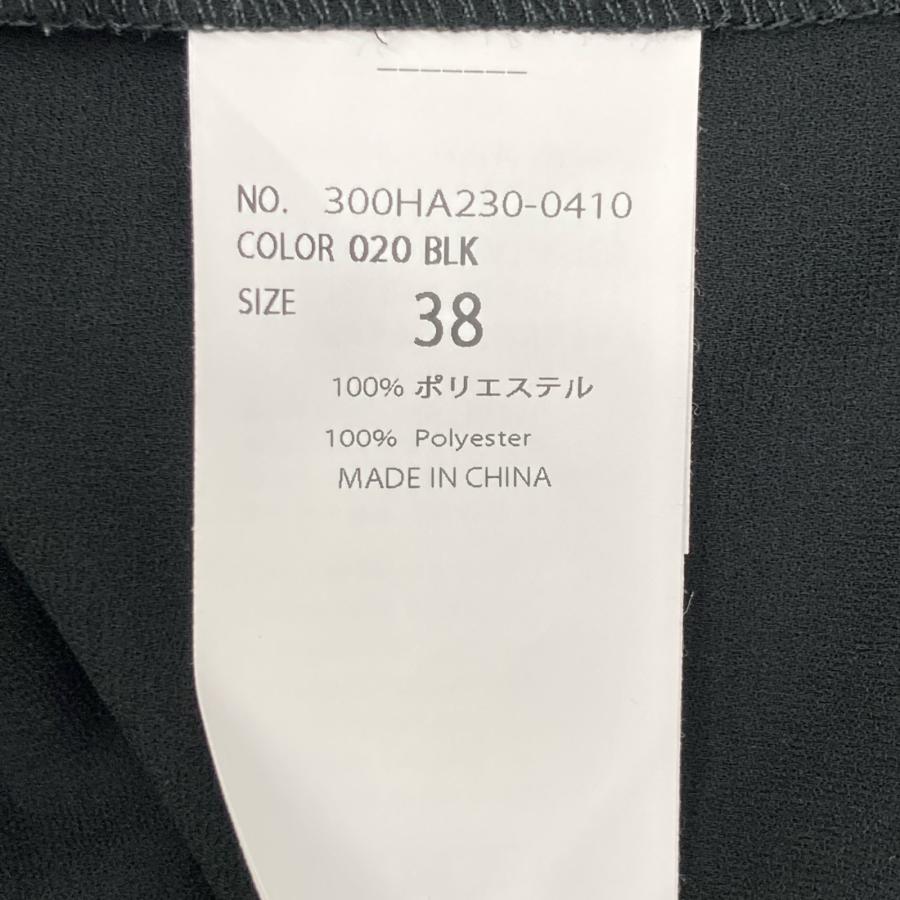 NO. 300HA230-0410
COLOR 020 BLK
SIZE 38
100% ポリエステル
100% Polyester
MADE IN CHINA